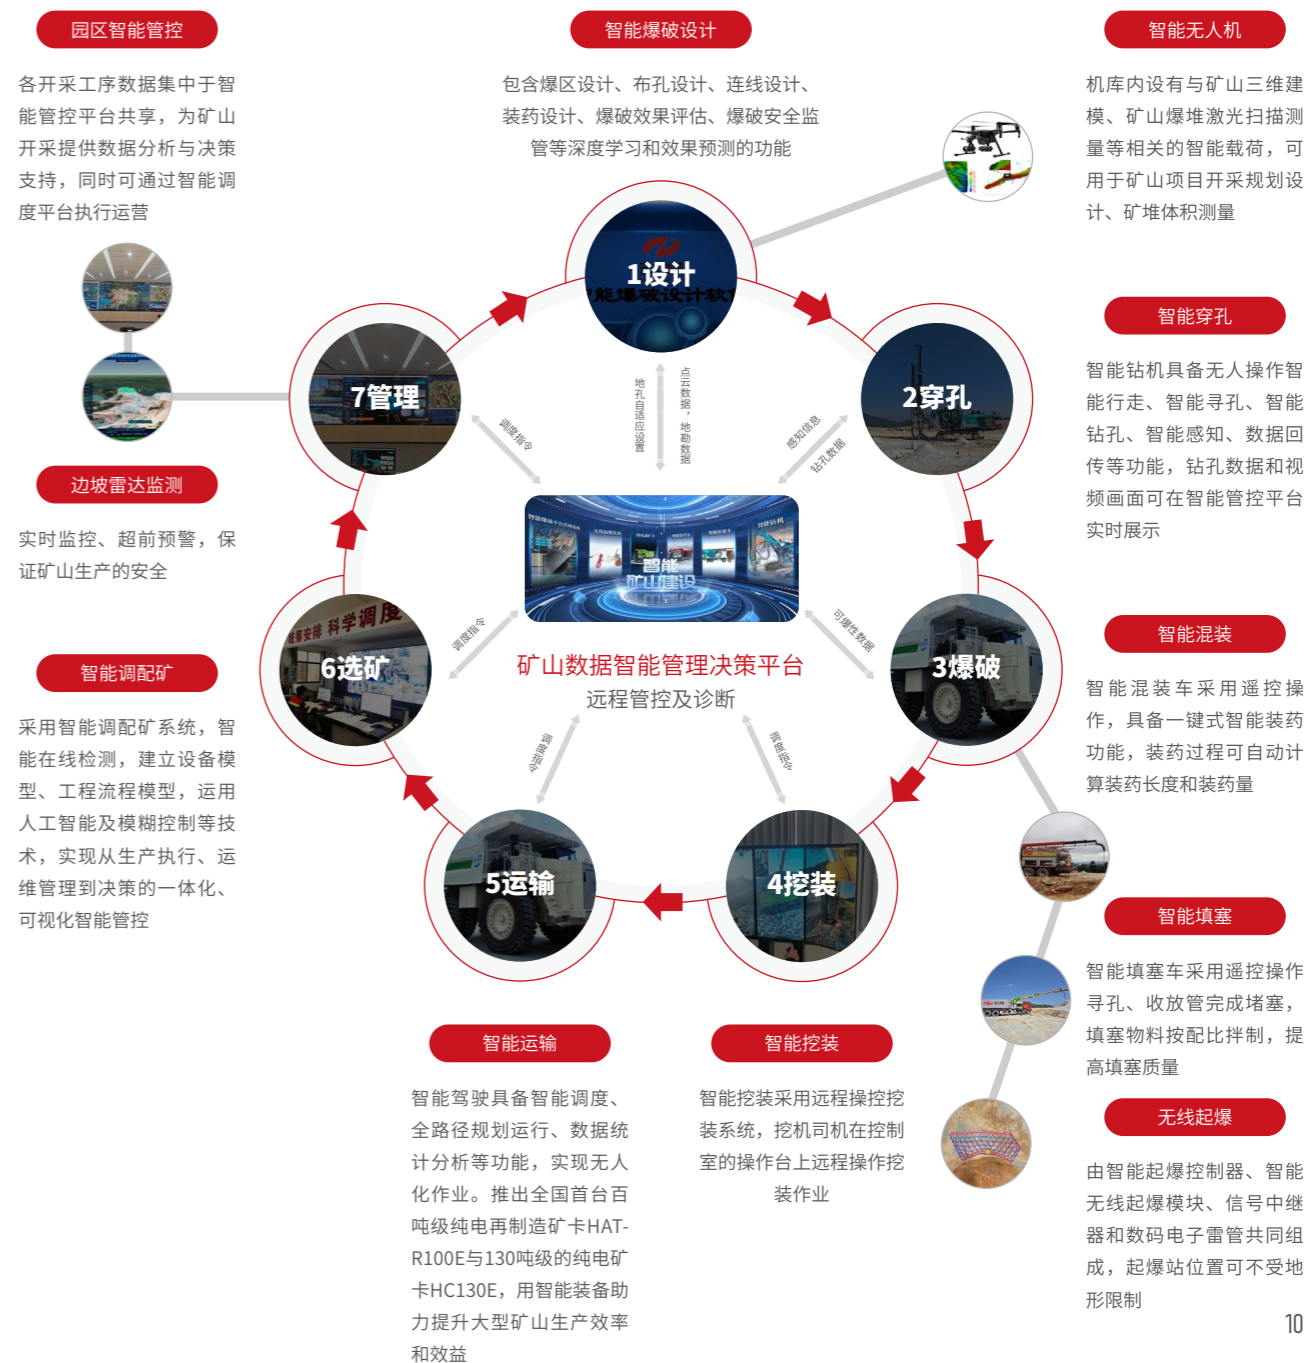 园区智能管控
各开采工序数据集中于智
能管控平台共享，为矿山
开采提供数据分析与决策
支持，同时可通过智能调
度平台执行运营
智能爆破设计
包含爆区设计、布孔设计、连线设计、
装药设计、爆破效果评估、爆破安全监
管等深度学习和效果预测的功能
智能无人机
机库内设有与矿山三维建
模、矿山爆堆激光扫描测
量等相关的智能载荷，可
用于矿山项目开采规划设
计、矿堆体积测量
1设计
能爆破设计软
2穿孔
7管理
地孔自适应设置
点云数据，地勘数据
调度指令
感知信息
钻孔数据
智能穿孔
智能钻机具备无人操作智
能行走、智能寻孔、智能
钻孔、智能感知、数据回
传等功能，钻孔数据和视
频画面可在智能管控平台
实时展示
边坡雷达监测
实时监控、超前预警，保
证矿山生产的安全
智能钻机
智能
矿山建设
矿山数据智能管理决策平台
远程管控及诊断
调度指令
可爆性数据
安排 科学调度
6选矿
3爆破
调度指令
调度指令
智能混装
智能混装车采用遥控操
作，具备一键式智能装药
功能，装药过程可自动计
算装药长度和装药量
智能调配矿
采用智能调配矿系统，智
能在线检测，建立设备模
型、工程流程模型，运用
人工智能及模糊控制等技
术，实现从生产执行、运
维管理到决策的一体化、
可视化智能管控
5运输
4挖装
智能填塞
智能填塞车采用遥控操作
寻孔、收放管完成堵塞，
填塞物料按配比拌制，提
高填塞质量
智能运输
智能驾驶具备智能调度、
全路径规划运行、数据统
计分析等功能，实现无人
化作业。推出全国首台百
吨级纯电再制造矿卡HAT-
R100E与130吨级的纯电矿
卡HC130E，用智能装备助
力提升大型矿山生产效率
和效益
智能挖装
智能挖装采用远程操控挖
装系统，挖机司机在控制
室的操作台上远程操作挖
装作业
无线起爆
由智能起爆控制器、智能
无线起爆模块、信号中继
器和数码电子雷管共同组
成，起爆站位置可不受地
形限制
10